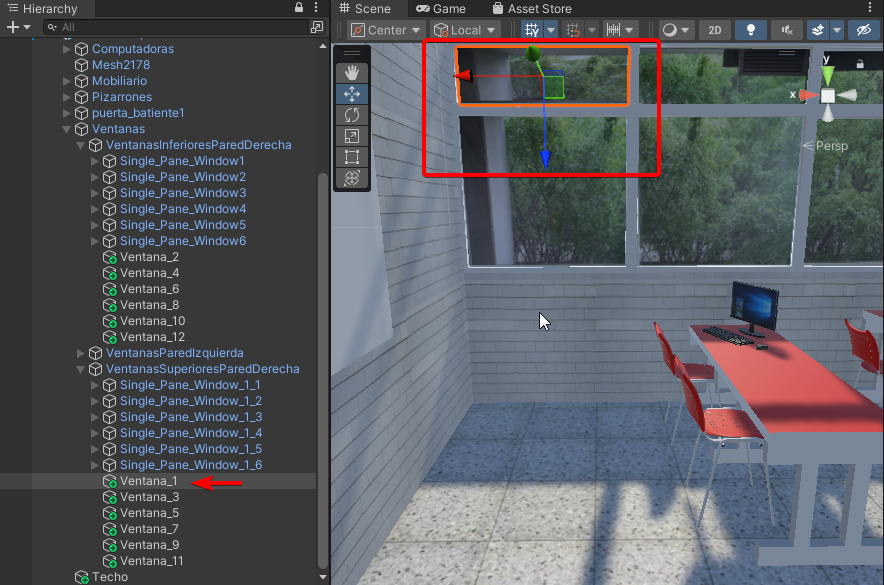 Hierarchy
All
Computadoras
Mesh2178
Mobiliario
Pizarrones
puerta_batiente1
Ventanas
VentanasInferioresParedDerecha
Single_Pane_Window1
Single_Pane_Window2
Single_Pane_Window3
Single_Pane_Window4
Single_Pane_Window5
Single_Pane_Window6
Ventana_2
Ventana_4
Ventana_6
Ventana_8
Ventana_10
Ventana_12
VentanasParedIzquierda
VentanasSuperioresParedDerecha
Single_Pane_Window_1_1
Single_Pane_Window_1_2
Single_Pane_Window_1_3
Single_Pane_Window_1_4
Single_Pane_Window_1_5
Single_Pane_Window_1_6
Ventana_1
Ventana_3
Ventana_5
Ventana_7
Ventana_9
Ventana_11
Techo
Scene Game Asset Store
Center Local Y 2D
y
x
Persp